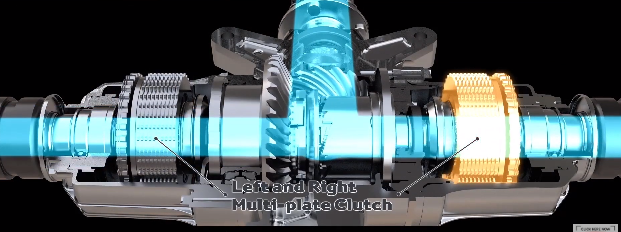 Left and Right
Multi-plate Clutch